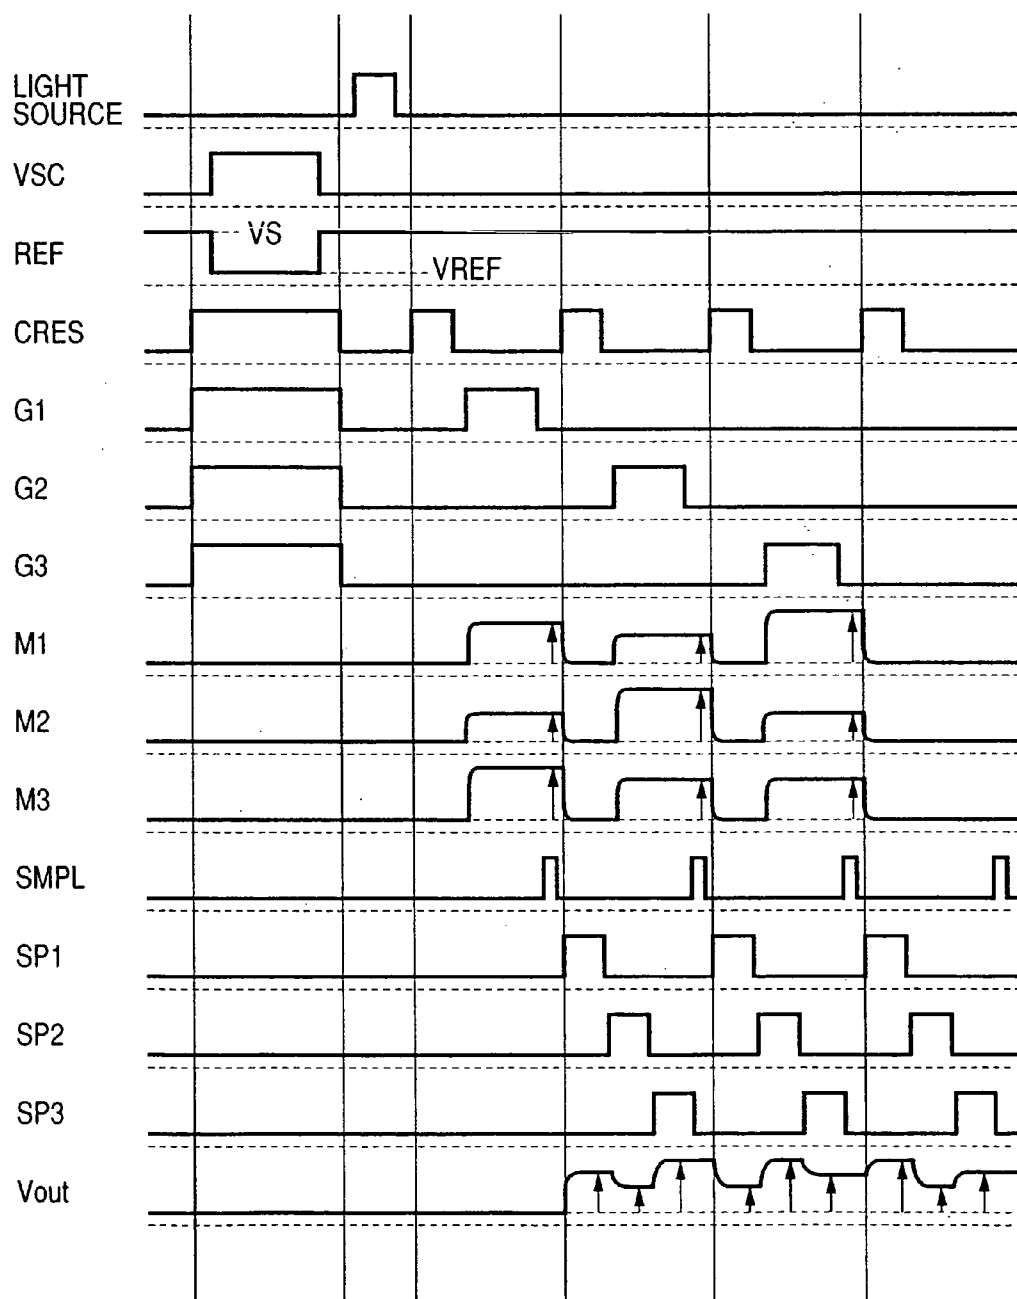 LIGHT
SOURCE
VSC
VS
REF
VREF
CRES
G1
G2
G3
M1
M2
M3
SMPL
SP1
SP2
SP3
Vout